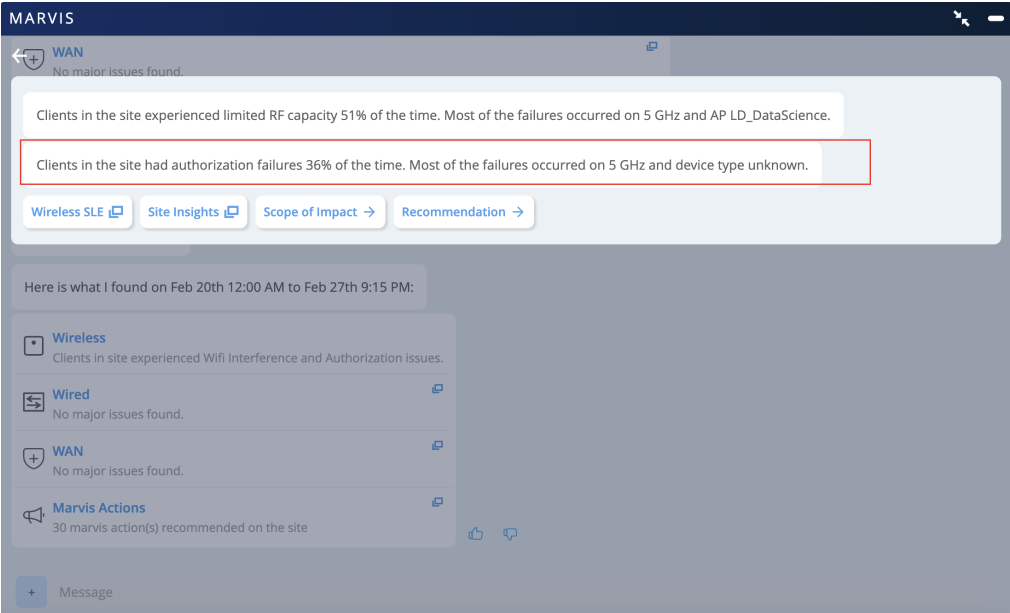 MARVIS
WAN
No major issues found.
Clients in the site experienced limited RF capacity 51% of the time. Most of the failures occurred on 5 GHz and AP LD_DataScience.
Clients in the site had authorization failures 36% of the time. Most of the failures occurred on 5 GHz and device type unknown.
Wireless SLE Site Insights Scope of Impact → Recommendation →
Here is what I found on Feb 20th 12:00 AM to Feb 27th 9:15 PM:
Wireless
Clients in site experienced Wifi Interference and Authorization issues.
Wired
No major issues found.
WAN
No major issues found.
Marvis Actions
30 marvis action(s) recommended on the site
+ Message